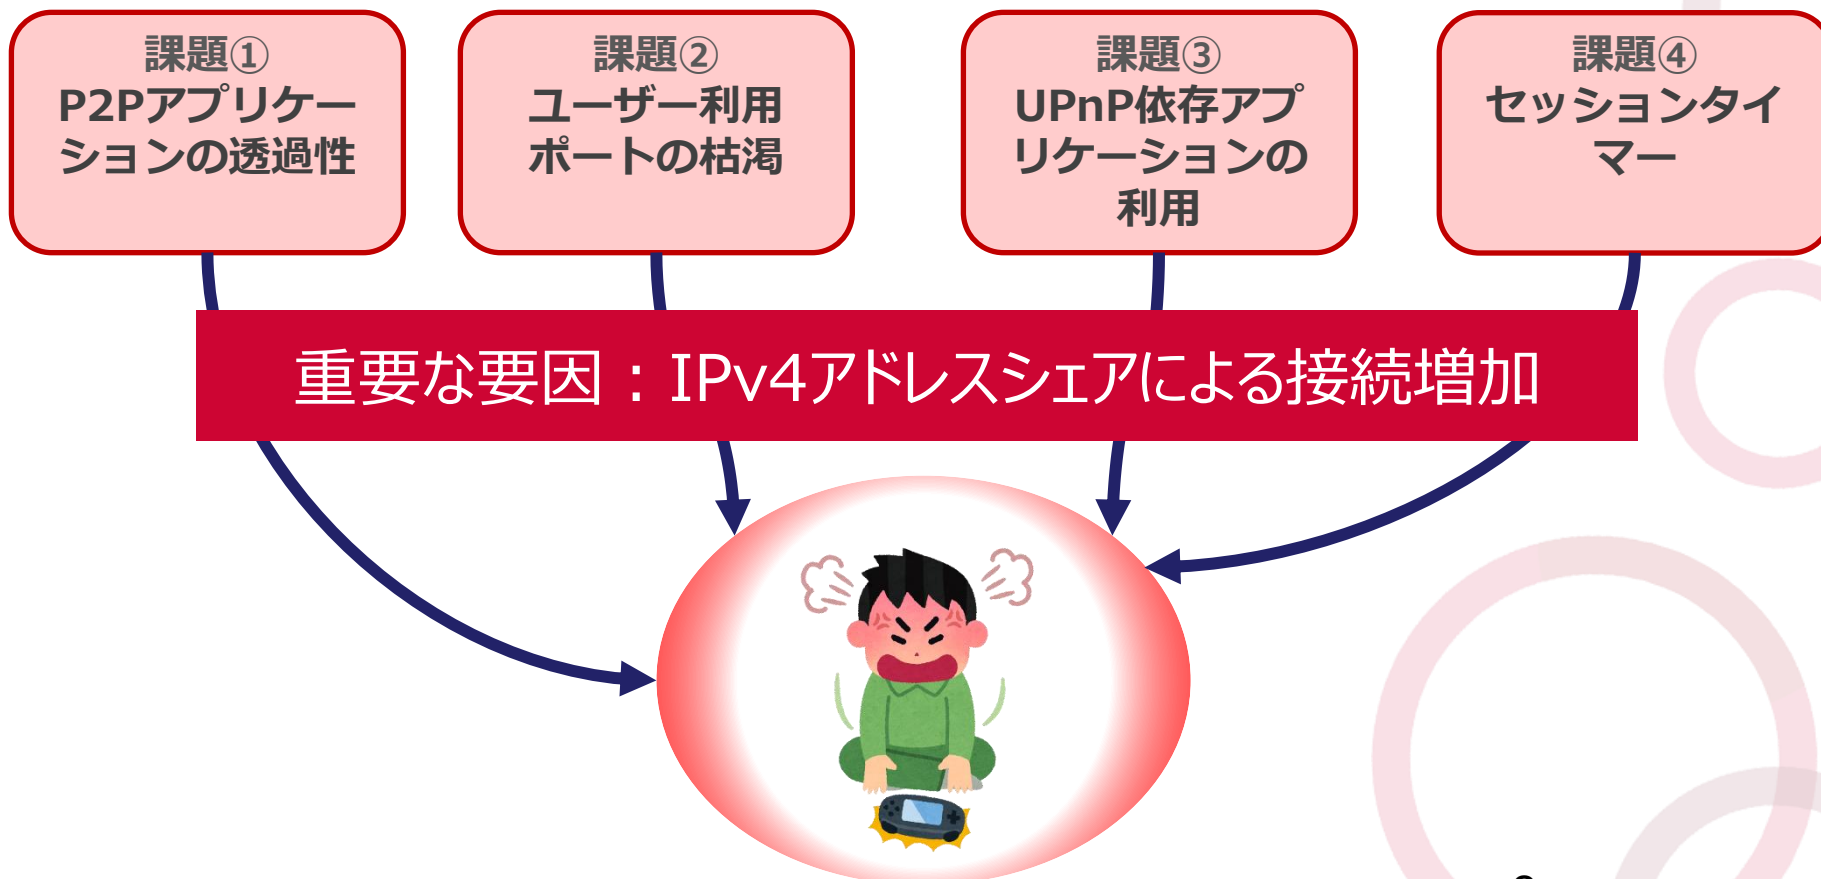 課題①
P2Pアプリケー
ションの透過性
課題②
ユーザー利用
ポートの枯渇
課題③
UPnP依存アプ
リケーションの
利用
課題④
セッションタイ
マー
重要な要因：IPv4アドレスシェアによる接続増加